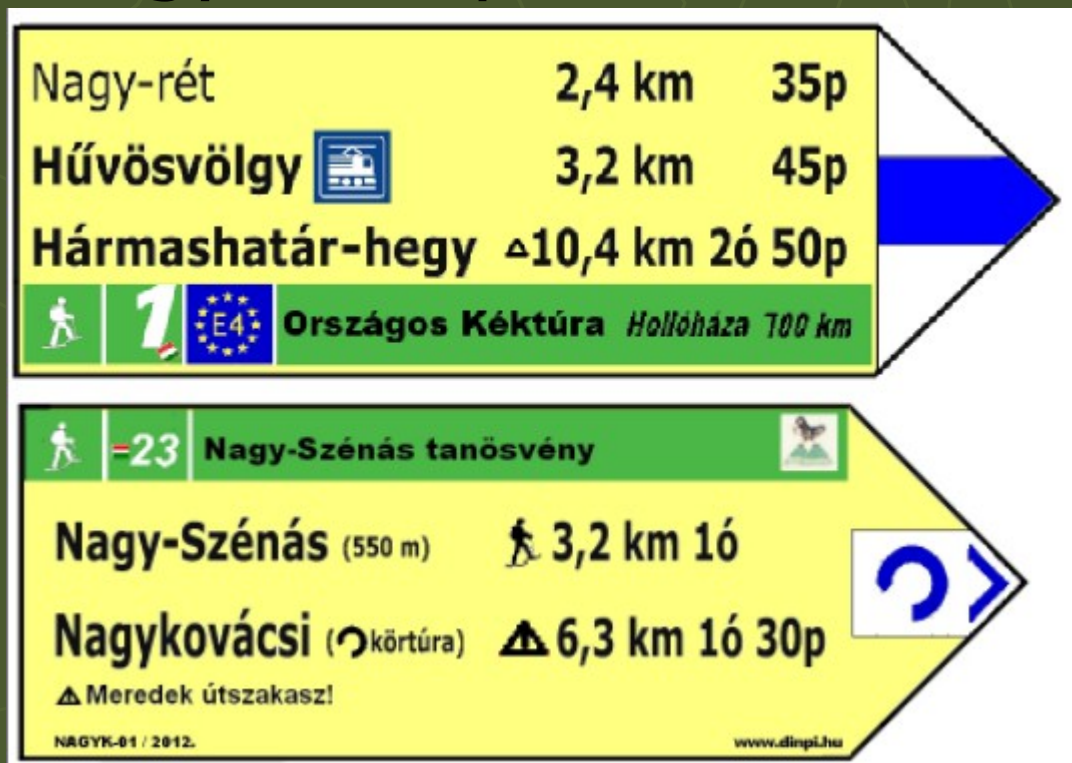 Nagy-rét 2,4 km 35p
Hűvösvölgy 3,2 km 45p
Hármashatár-hegy 10,4 km 2ó 50p
1 E4 Országos Kéktúra Hollóháza 700 km
=23 Nagy-Szénás tanösvény
Nagy-Szénás (550 m) 3,2 km 1ó
Nagykovácsi (körtúra) 6,3 km 1ó 30p
Meredek útszakasz!
NAGYK-01 / 2012. www.dinpi.hu